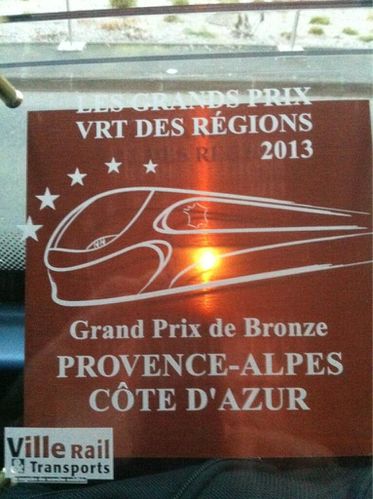 LES GRANDS PRIX
VRT DES RÉGIONS
2013
Grand Prix de Bronze
PROVENCE-ALPES
CÔTE D'AZUR
Ville Rail
& Transports